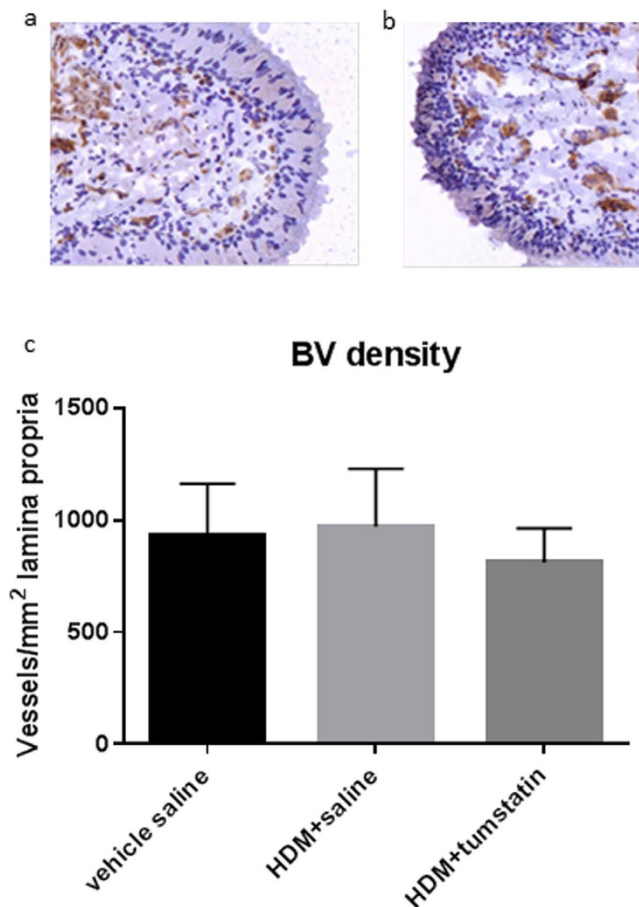 a
b
c
BV density
Vessels/mm² lamina propria
1500
1000
500
0
vehicle saline
HDM+saline
HDM+tumstatin